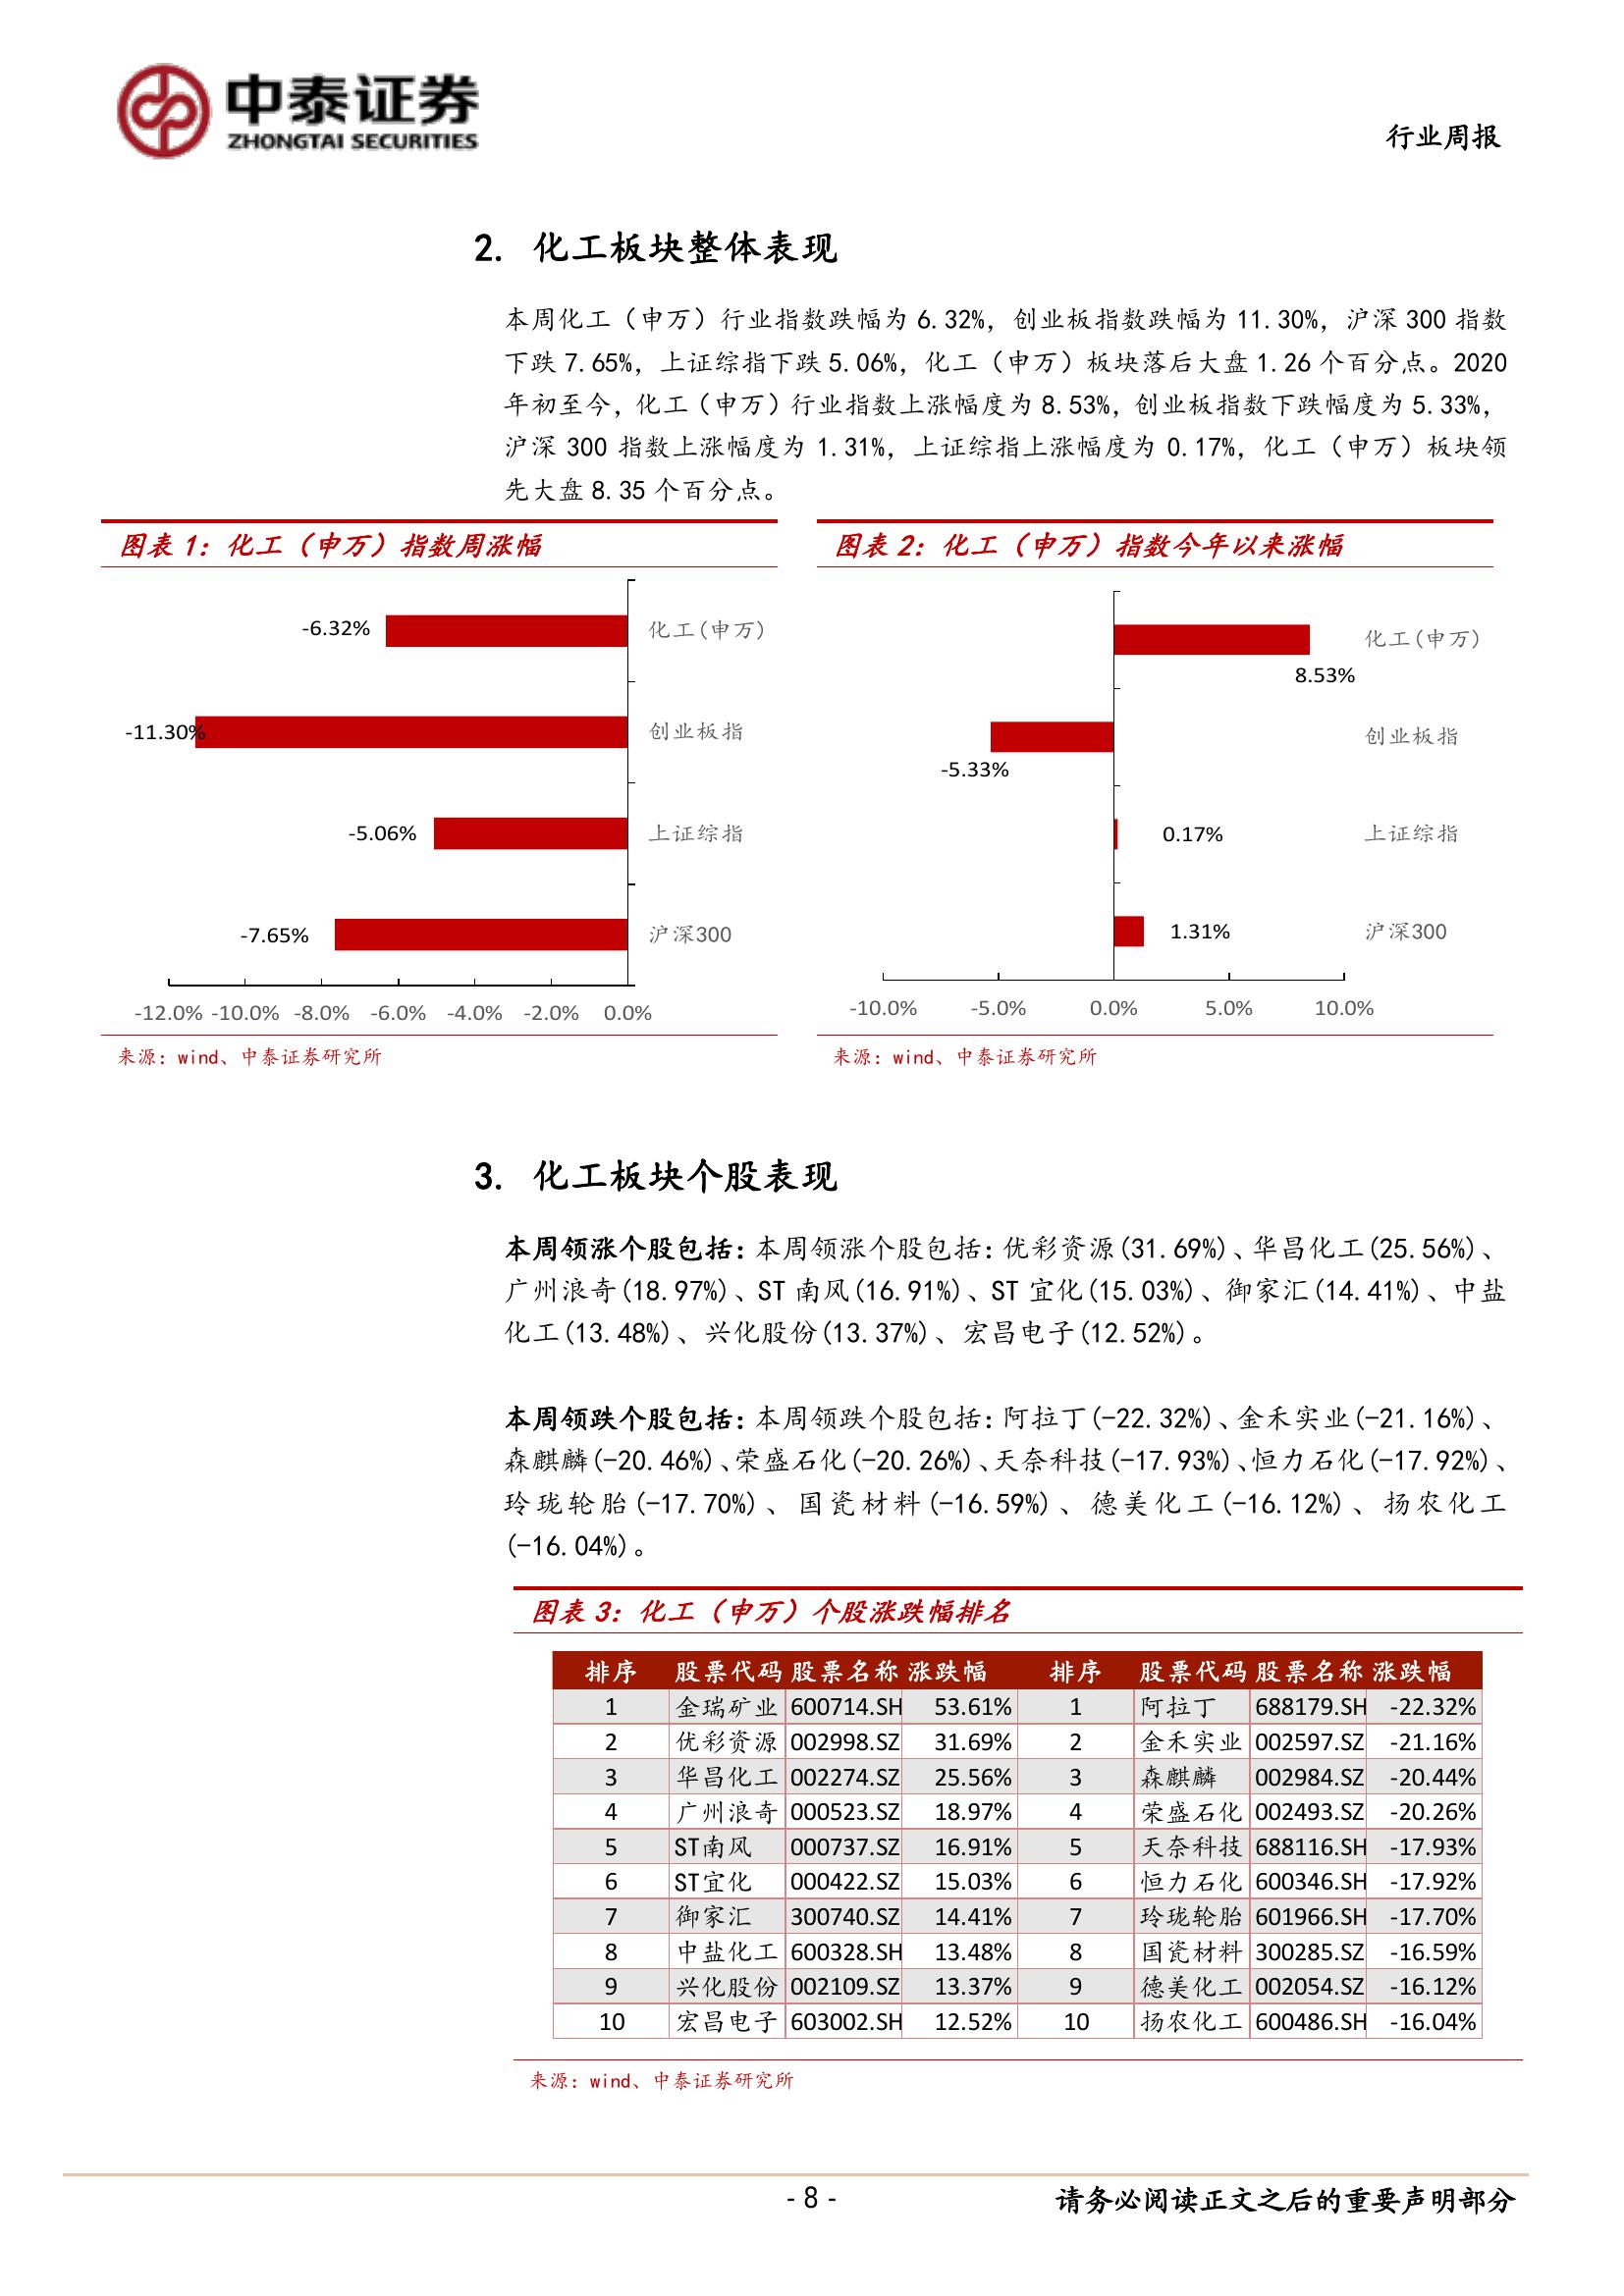 中泰证券
ZHONGTAI SECURITIES
行业周报
2. 化工板块整体表现
本周化工（申万）行业指数跌幅为 6.32%，创业板指数跌幅为 11.30%，沪深 300 指数
下跌 7.65%，上证综指下跌 5.06%，化工（申万）板块落后大盘 1.26 个百分点。2020
年初至今，化工（申万）行业指数上涨幅度为 8.53%，创业板指数下跌幅度为 5.33%，
沪深 300 指数上涨幅度为 1.31%，上证综指上涨幅度为 0.17%，化工（申万）板块领
先大盘 8.35 个百分点。
图表 1：化工（申万）指数周涨幅
-6.32% 化工(申万)
-11.30% 创业板指
-5.06% 上证综指
-7.65% 沪深300
-12.0% -10.0% -8.0% -6.0% -4.0% -2.0% 0.0%
来源：wind、中泰证券研究所
图表 2：化工（申万）指数今年以来涨幅
化工(申万)
8.53%
创业板指
-5.33%
0.17% 上证综指
1.31% 沪深300
-10.0% -5.0% 0.0% 5.0% 10.0%
来源：wind、中泰证券研究所
3. 化工板块个股表现
本周领涨个股包括：本周领涨个股包括：优彩资源(31.69%)、华昌化工(25.56%)、
广州浪奇(18.97%)、ST 南风(16.91%)、ST 宜化(15.03%)、御家汇(14.41%)、中盐
化工(13.48%)、兴化股份(13.37%)、宏昌电子(12.52%)。
本周领跌个股包括：本周领跌个股包括：阿拉丁(-22.32%)、金禾实业(-21.16%)、
森麒麟(-20.46%)、荣盛石化(-20.26%)、天奈科技(-17.93%)、恒力石化(-17.92%)、
玲珑轮胎(-17.70%)、国瓷材料(-16.59%)、德美化工(-16.12%)、扬农化工
(-16.04%)。
图表 3：化工（申万）个股涨跌幅排名
排序 股票代码 股票名称 涨跌幅 排序 股票代码 股票名称 涨跌幅
1 金瑞矿业 600714.SH 53.61% 1 阿拉丁 688179.SH -22.32%
2 优彩资源 002998.SZ 31.69% 2 金禾实业 002597.SZ -21.16%
3 华昌化工 002274.SZ 25.56% 3 森麒麟 002984.SZ -20.44%
4 广州浪奇 000523.SZ 18.97% 4 荣盛石化 002493.SZ -20.26%
5 ST南风 000737.SZ 16.91% 5 天奈科技 688116.SH -17.93%
6 ST宜化 000422.SZ 15.03% 6 恒力石化 600346.SH -17.92%
7 御家汇 300740.SZ 14.41% 7 玲珑轮胎 601966.SH -17.70%
8 中盐化工 600328.SH 13.48% 8 国瓷材料 300285.SZ -16.59%
9 兴化股份 002109.SZ 13.37% 9 德美化工 002054.SZ -16.12%
10 宏昌电子 603002.SH 12.52% 10 扬农化工 600486.SH -16.04%
来源：wind、中泰证券研究所
- 8 -
请务必阅读正文之后的重要声明部分